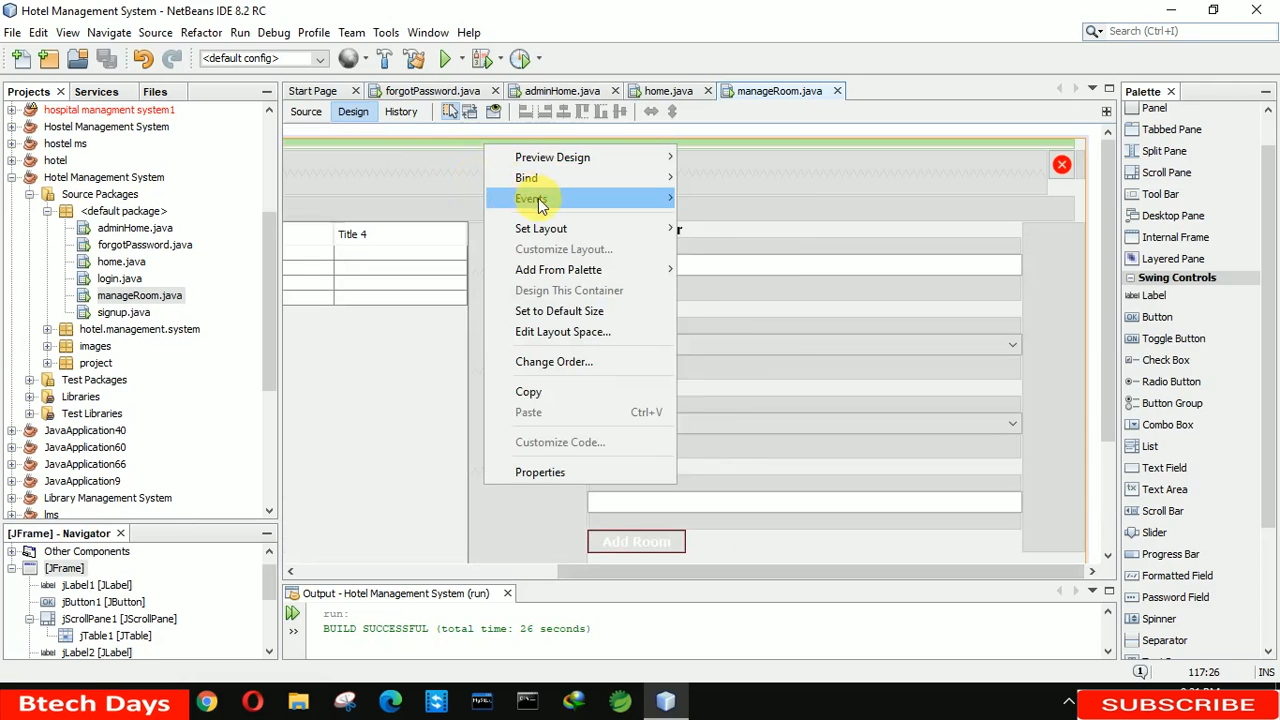 Hotel Management System - NetBeans IDE 8.2 RC
File Edit View Navigate Source Refactor Run Debug Profile Team Tools Window Help
Search (Ctrl+I)
<default config>
Projects Services Files
Start Page forgotPassword.java adminHome.java home.java manageRoom.java
Palette
Source Design History
hospital managment system1
Hostel Management System
hostel ms
hotel
Hotel Management System
Source Packages
<default package>
adminHome.java
forgotPassword.java
home.java
login.java
manageRoom.java
signup.java
hotel.management.system
images
project
Test Packages
Libraries
Test Libraries
JavaApplication40
JavaApplication60
JavaApplication66
JavaApplication9
Library Management System
lms
[JFrame] - Navigator
Other Components
[JFrame]
jLabel1 [JLabel]
jButton1 [JButton]
jScrollPane1 [JScrollPane]
jTable1 [JTable]
jLabel2 [JLabel]
Title 4
Preview Design
Bind
Events
Set Layout
Customize Layout...
Add From Palette
Design This Container
Set to Default Size
Edit Layout Space...
Change Order...
Copy
Paste Ctrl+V
Customize Code...
Properties
Add Room
Panel
Tabbed Pane
Split Pane
Scroll Pane
Tool Bar
Desktop Pane
Internal Frame
Layered Pane
Swing Controls
Label
Button
Toggle Button
Check Box
Radio Button
Button Group
Combo Box
List
Text Field
Text Area
Scroll Bar
Slider
Progress Bar
Formatted Field
Password Field
Spinner
Separator
Output - Hotel Management System (run)
run:
BUILD SUCCESSFUL (total time: 26 seconds)
117:26 INS
Btech Days
SUBSCRIBE